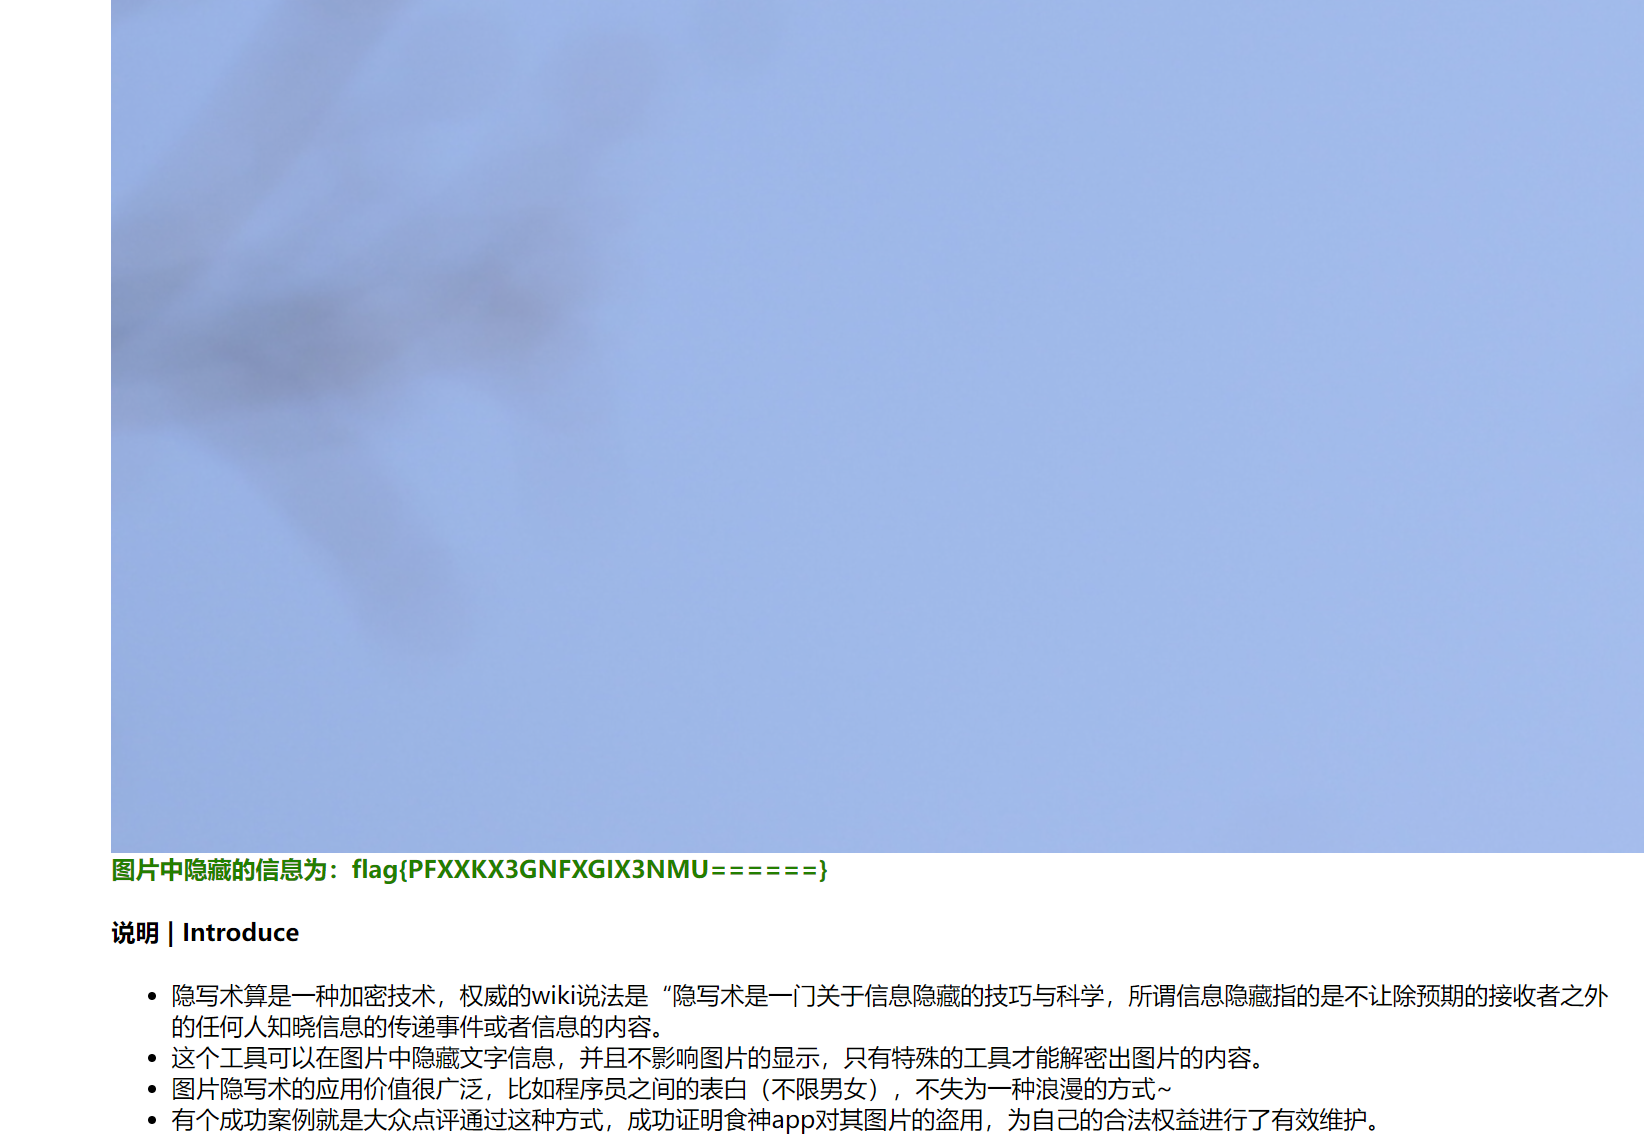 图片中隐藏的信息为：flag{PFXXKX3GNFXGIX3NMU======}
说明 | Introduce
• 隐写术算是一种加密技术，权威的wiki说法是“隐写术是一门关于信息隐藏的技巧与科学，所谓信息隐藏指的是不让除预期的接收者之外
的任何人知晓信息的传递事件或者信息的内容。
• 这个工具可以在图片中隐藏文字信息，并且不影响图片的显示，只有特殊的工具才能解密出图片的内容。
• 图片隐写术的应用价值很广泛，比如程序员之间的表白（不限男女），不失为一种浪漫的方式~
• 有个成功案例就是大众点评通过这种方式，成功证明食神app对其图片的盗用，为自己的合法权益进行了有效维护。